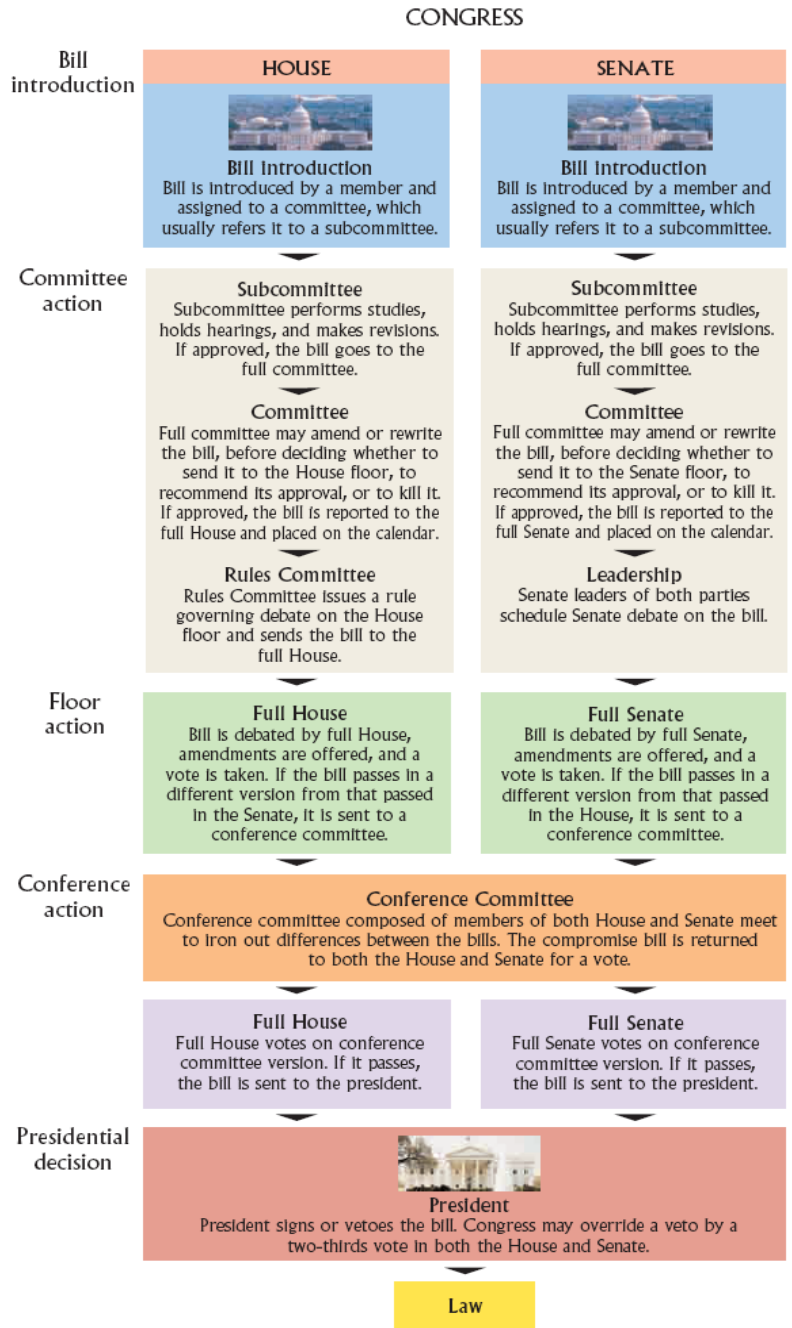 CONGRESS
Bill
introduction
HOUSE
Bill introduction
Bill is introduced by a member and
assigned to a committee, which
usually refers it to a subcommittee.
SENATE
Bill introduction
Bill is introduced by a member and
assigned to a committee, which
usually refers it to a subcommittee.
Committee
action
Subcommittee
Subcommittee performs studies,
holds hearings, and makes revisions.
If approved, the bill goes to the
full committee.
Committee
Full committee may amend or rewrite
the bill, before deciding whether to
send it to the House floor, to
recommend its approval, or to kill it.
If approved, the bill is reported to the
full House and placed on the calendar.
Rules Committee
Rules Committee issues a rule
governing debate on the House
floor and sends the bill to the
full House.
Subcommittee
Subcommittee performs studies,
holds hearings, and makes revisions.
If approved, the bill goes to the
full committee.
Committee
Full committee may amend or rewrite
the bill, before deciding whether to
send it to the Senate floor, to
recommend its approval, or to kill it.
If approved, the bill is reported to the
full Senate and placed on the calendar.
Leadership
Senate leaders of both parties
schedule Senate debate on the bill.
Floor
action
Full House
Bill is debated by full House,
amendments are offered, and a
vote is taken. If the bill passes in a
different version from that passed
in the Senate, it is sent to a
conference committee.
Full Senate
Bill is debated by full Senate,
amendments are offered, and a
vote is taken. If the bill passes in a
different version from that passed
in the House, it is sent to a
conference committee.
Conference
action
Conference Committee
Conference committee composed of members of both House and Senate meet
to iron out differences between the bills. The compromise bill is returned
to both the House and Senate for a vote.
Full House
Full House votes on conference
committee version. If it passes,
the bill is sent to the president.
Full Senate
Full Senate votes on conference
committee version. If it passes,
the bill is sent to the president.
Presidential
decision
President
President signs or vetoes the bill. Congress may override a veto by a
two-thirds vote in both the House and Senate.
Law